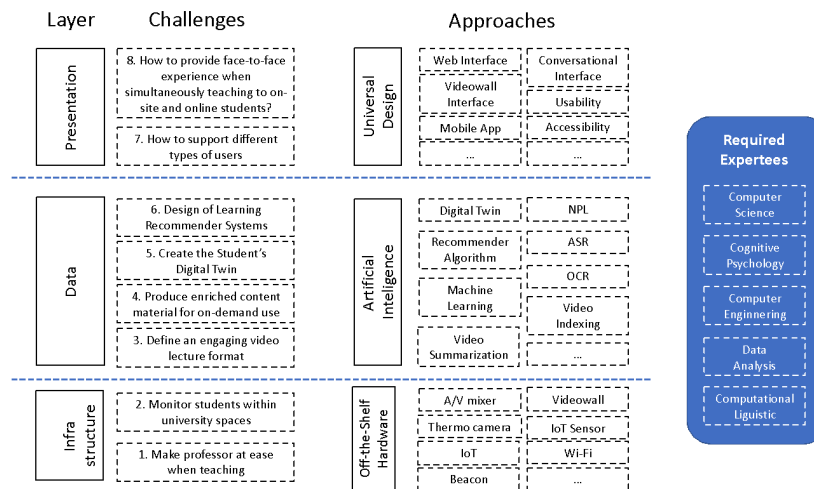 Layer
Challenges
Approaches
Presentation
8. How to provide face-to-face
experience when
simultaneously teaching to on-
site and online students?
7. How to support different
types of users
Universal
Design
Web Interface
Videowall
Interface
Mobile App
...
Conversational
Interface
Usability
Accessibility
...
Data
6. Design of Learning
Recommender Systems
5. Create the Student's
Digital Twin
4. Produce enriched content
material for on-demand use
3. Define an engaging video
lecture format
Artificial
Inteligence
Digital Twin
Recommender
Algorithm
Machine
Learning
Video
Summarization
NPL
ASR
OCR
Video
Indexing
...
Infra
structure
2. Monitor students within
university spaces
1. Make professor at ease
when teaching
Off-the-Shelf
Hardware
A/V mixer
Thermo camera
IoT
Beacon
Videowall
IoT Sensor
Wi-Fi
...
Required
Expertees
Computer
Science
Cognitive
Psychology
Computer
Enginnering
Data
Analysis
Computational
Liguistic